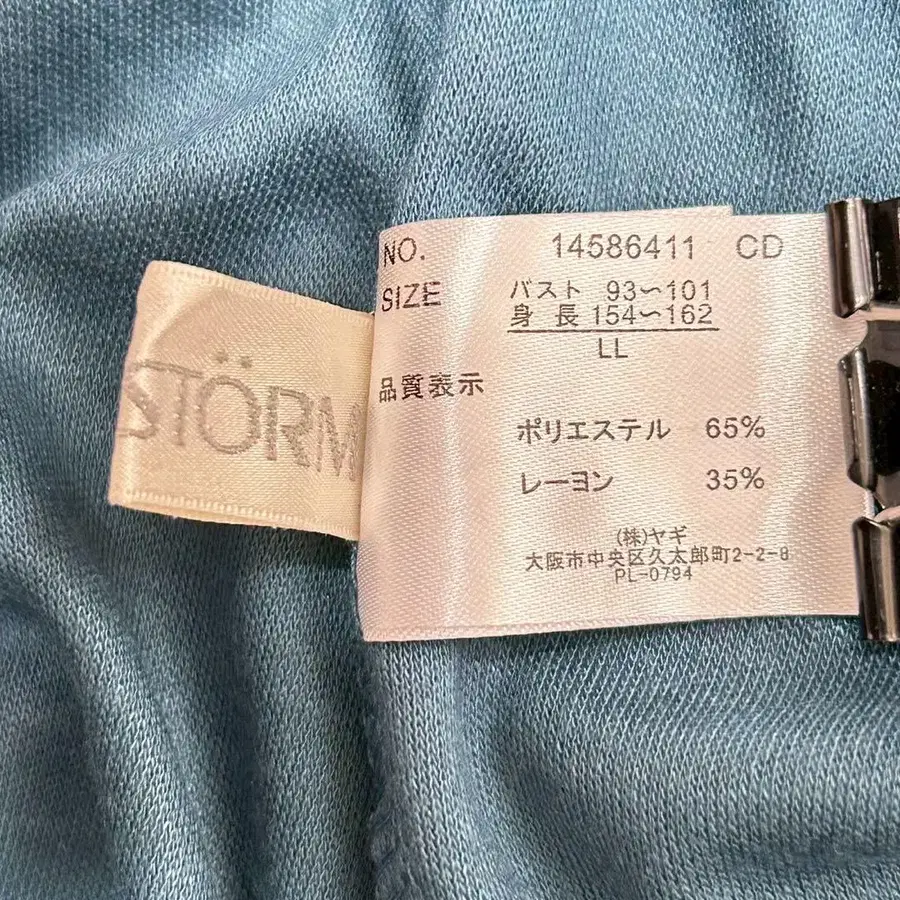 STÖRM
NO. 14586411 CD
SIZE バスト 93〜101
身長 154〜162
LL
品質表示
ポリエステル 65%
レーヨン 35%
(株)ヤギ
大阪市中央区久太郎町2-2-8
PL-0794